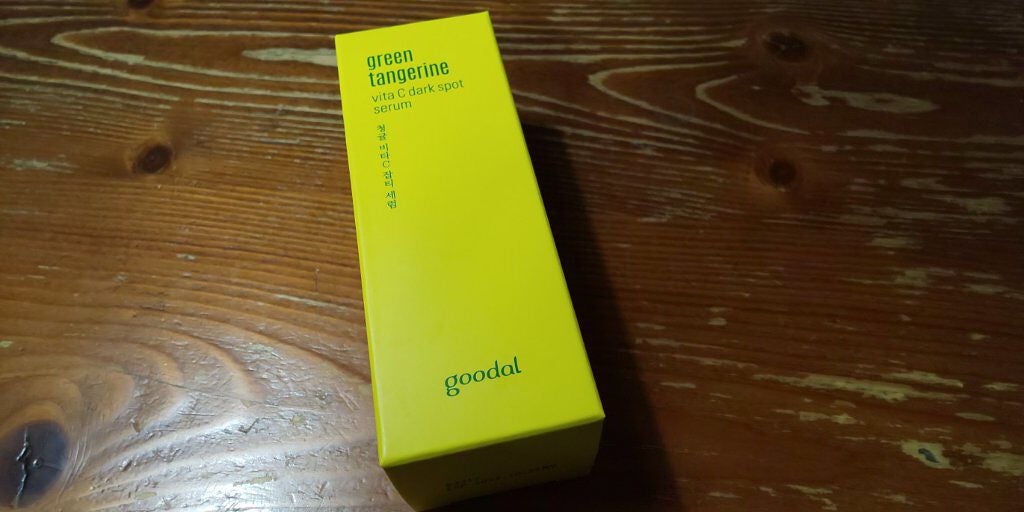 green
tangerine
vita C dark spot
serum
청귤 비타C 잡티 세럼
goodal